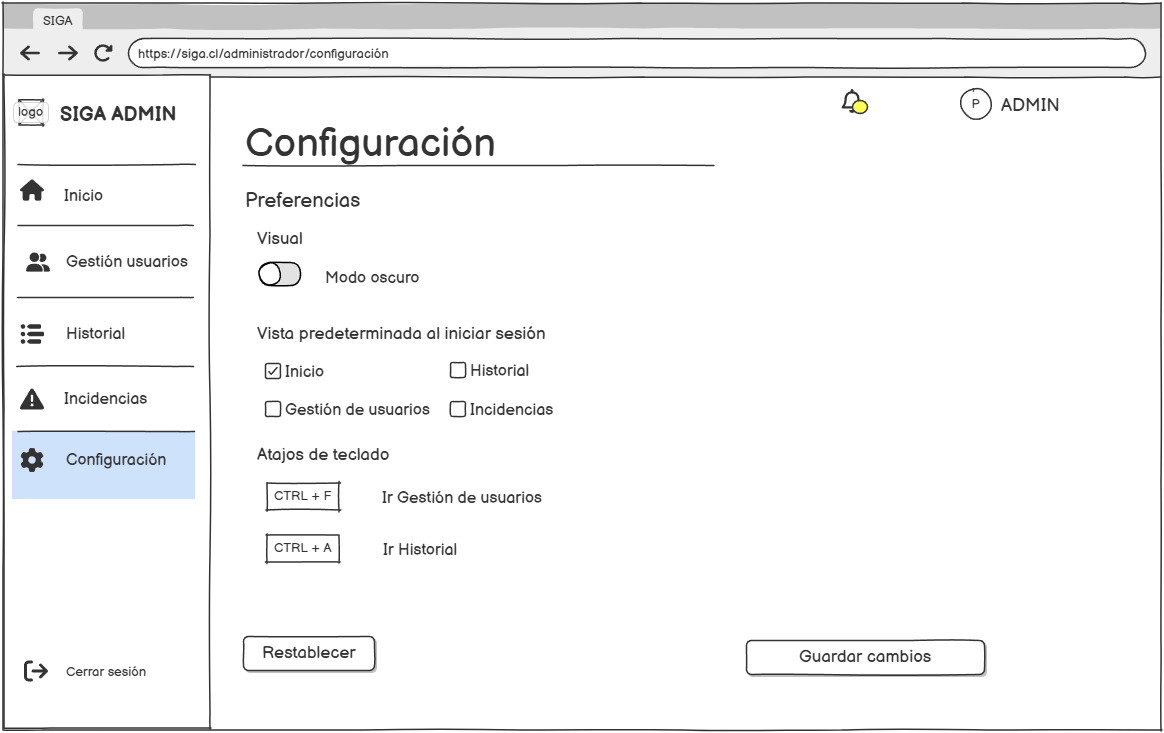 SIGA
https://siga.cl/administrador/configuración
logo
SIGA ADMIN
P
ADMIN
Inicio
Gestión usuarios
Historial
Incidencias
Configuración
Cerrar sesión
Configuración
Preferencias
Visual
Modo oscuro
Vista predeterminada al iniciar sesión
Inicio
Historial
Gestión de usuarios
Incidencias
Atajos de teclado
CTRL + F
Ir Gestión de usuarios
CTRL + A
Ir Historial
Restablecer
Guardar cambios